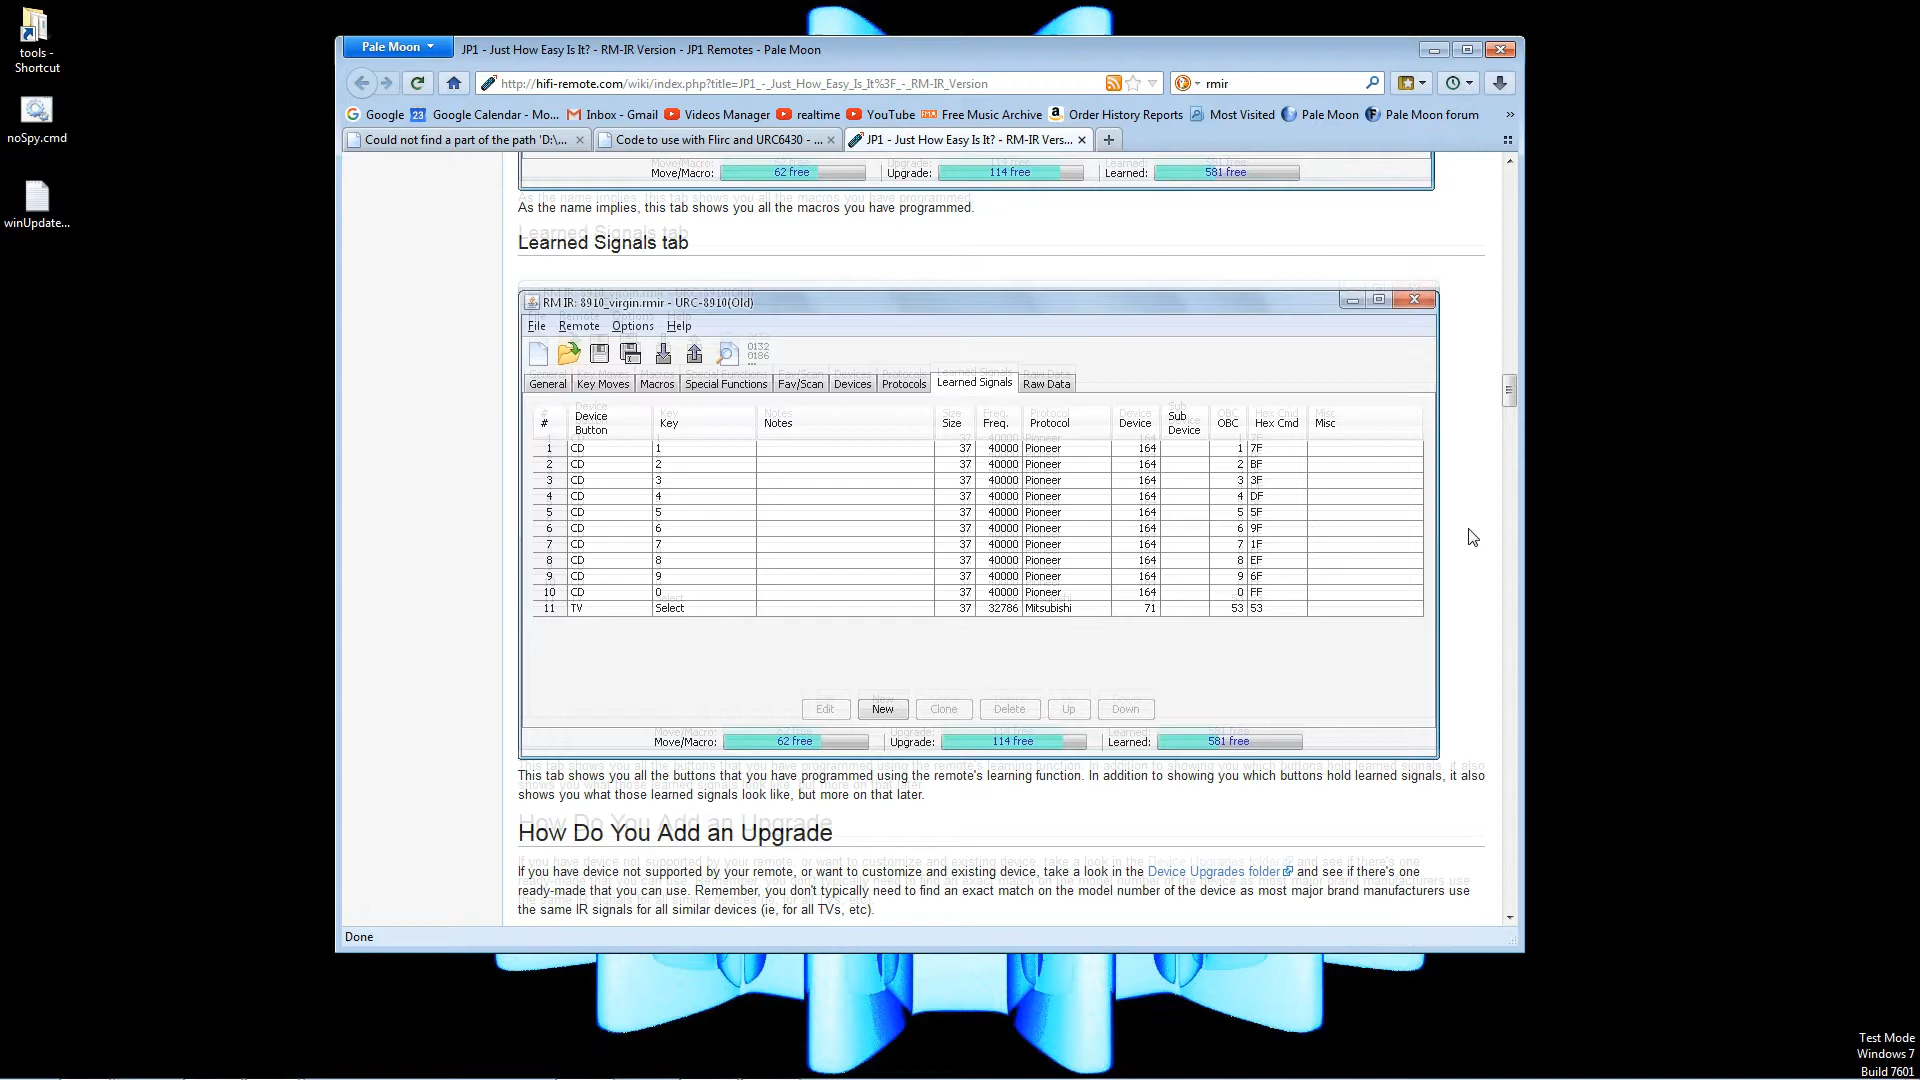 tools -
Shortcut
noSpy.cmd
winUpdate...
Pale Moon
JP1 - Just How Easy Is It? - RM-IR Version - JP1 Remotes - Pale Moon
http://hifi-remote.com/wiki/index.php?title=JP1_-_Just_How_Easy_Is_It%3F_-_RM-IR_Version
rmir
Google
23 Google Calendar - Mo...
Inbox - Gmail
Videos Manager
realtime
YouTube
Free Music Archive
Order History Reports
Most Visited
Pale Moon
Pale Moon forum
»
Could not find a part of the path 'D:\...
Code to use with Flirc and URC6430 - ...
JP1 - Just How Easy Is It? - RM-IR Vers...
Move/Macro: 62 free Upgrade: 114 free Learned: 581 free
As the name implies, this tab shows you all the macros you have programmed.
Learned Signals tab
RM IR: 8910_virgin.rmir - URC-8910(Old)
File Remote Options Help
0132
0186
General Key Moves Macros Special Functions Fav/Scan Devices Protocols Learned Signals Raw Data
# Device Button Key Notes Size Freq. Protocol Device Sub Device OBC Hex Cmd Misc
1 CD 1 37 40000 Pioneer 164 1 7F
2 CD 2 37 40000 Pioneer 164 2 BF
3 CD 3 37 40000 Pioneer 164 3 3F
4 CD 4 37 40000 Pioneer 164 4 DF
5 CD 5 37 40000 Pioneer 164 5 5F
6 CD 6 37 40000 Pioneer 164 6 9F
7 CD 7 37 40000 Pioneer 164 7 1F
8 CD 8 37 40000 Pioneer 164 8 EF
9 CD 9 37 40000 Pioneer 164 9 6F
10 CD 0 37 40000 Pioneer 164 0 FF
11 TV Select 37 32786 Mitsubishi 71 53 53
Edit New Clone Delete Up Down
Move/Macro: 62 free Upgrade: 114 free Learned: 581 free
This tab shows you all the buttons that you have programmed using the remote's learning function. In addition to showing you which buttons hold learned signals, it also
shows you what those learned signals look like, but more on that later.
How Do You Add an Upgrade
If you have device not supported by your remote, or want to customize and existing device, take a look in the Device Upgrades folder and see if there's one
ready-made that you can use. Remember, you don't typically need to find an exact match on the model number of the device as most major brand manufacturers use
the same IR signals for all similar devices (ie, for all TVs, etc).
Done
Test Mode
Windows 7
Build 7601